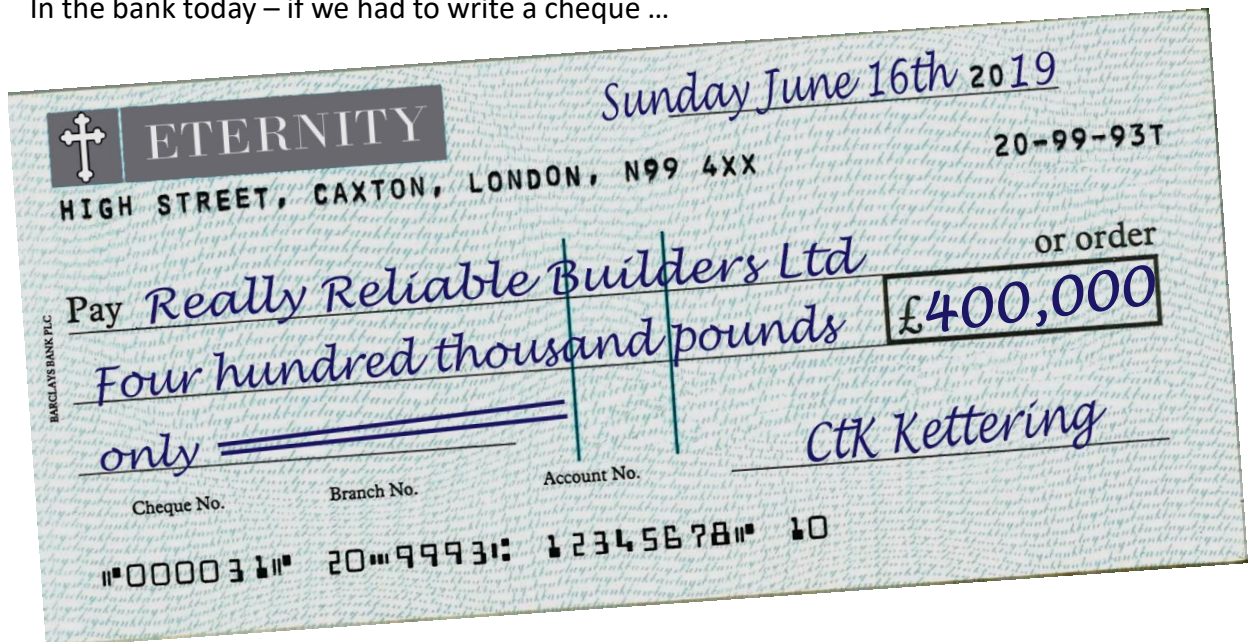 In the bank today – if we had to write a cheque …
Sunday June 16th 2019
ETERNITY
20-99-93T
HIGH STREET, CAXTON, LONDON, N99 4XX
or order
Pay Really Reliable Builders Ltd
£400,000
Four hundred thousand pounds
only
CtK Kettering
BARCLAYS BANK PLC
Cheque No. Branch No. Account No.
⑈000031⑈ 20⑉9993⑆ 12345678⑈ 10